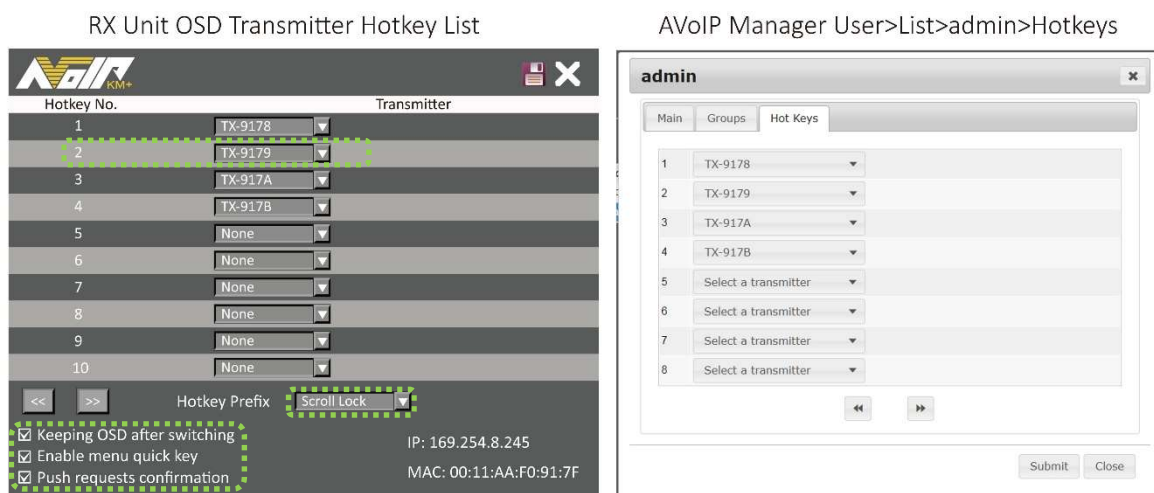 RX Unit OSD Transmitter Hotkey List
AVoIP
KM+
Hotkey No. Transmitter
1 TX-9178
2 TX-9179
3 TX-917A
4 TX-917B
5 None
6 None
7 None
8 None
9 None
10 None
<< >> Hotkey Prefix Scroll Lock
Keeping OSD after switching
Enable menu quick key
Push requests confirmation
IP: 169.254.8.245
MAC: 00:11:AA:F0:91:7F
AVoIP Manager User>List>admin>Hotkeys
admin
Main Groups Hot Keys
1 TX-9178
2 TX-9179
3 TX-917A
4 TX-917B
5 Select a transmitter
6 Select a transmitter
7 Select a transmitter
8 Select a transmitter
Submit Close